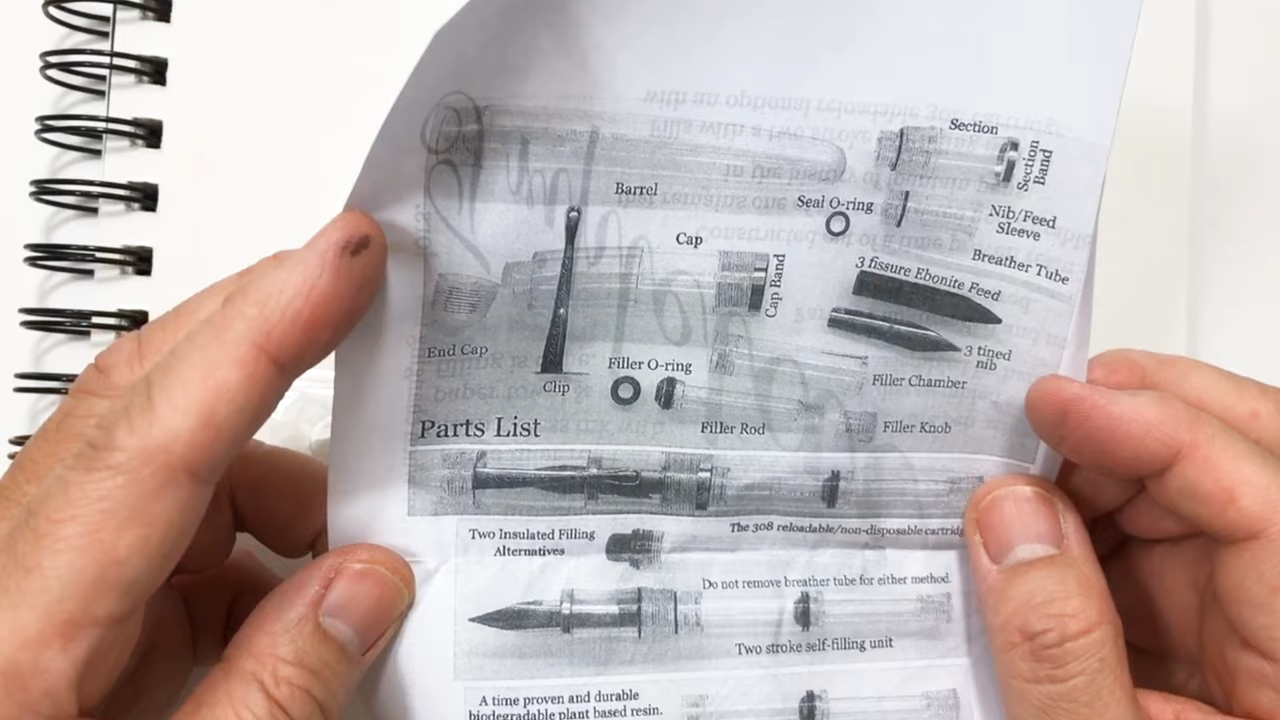 Section
Section Band
Barrel
Seal O-ring
Nib/Feed
Sleeve
Cap
Breather Tube
Cap Band
3 fissure Ebonite Feed
End Cap
3 tined
nib
Filler O-ring
Clip
Filler Chamber
Parts List
Filler Rod
Filler Knob
The 308 reloadable/non-disposable cartridg
Two Insulated Filling
Alternatives
Do not remove breather tube for either method.
Two stroke self-filling unit
A time proven and durable
biodegradable plant based resin.